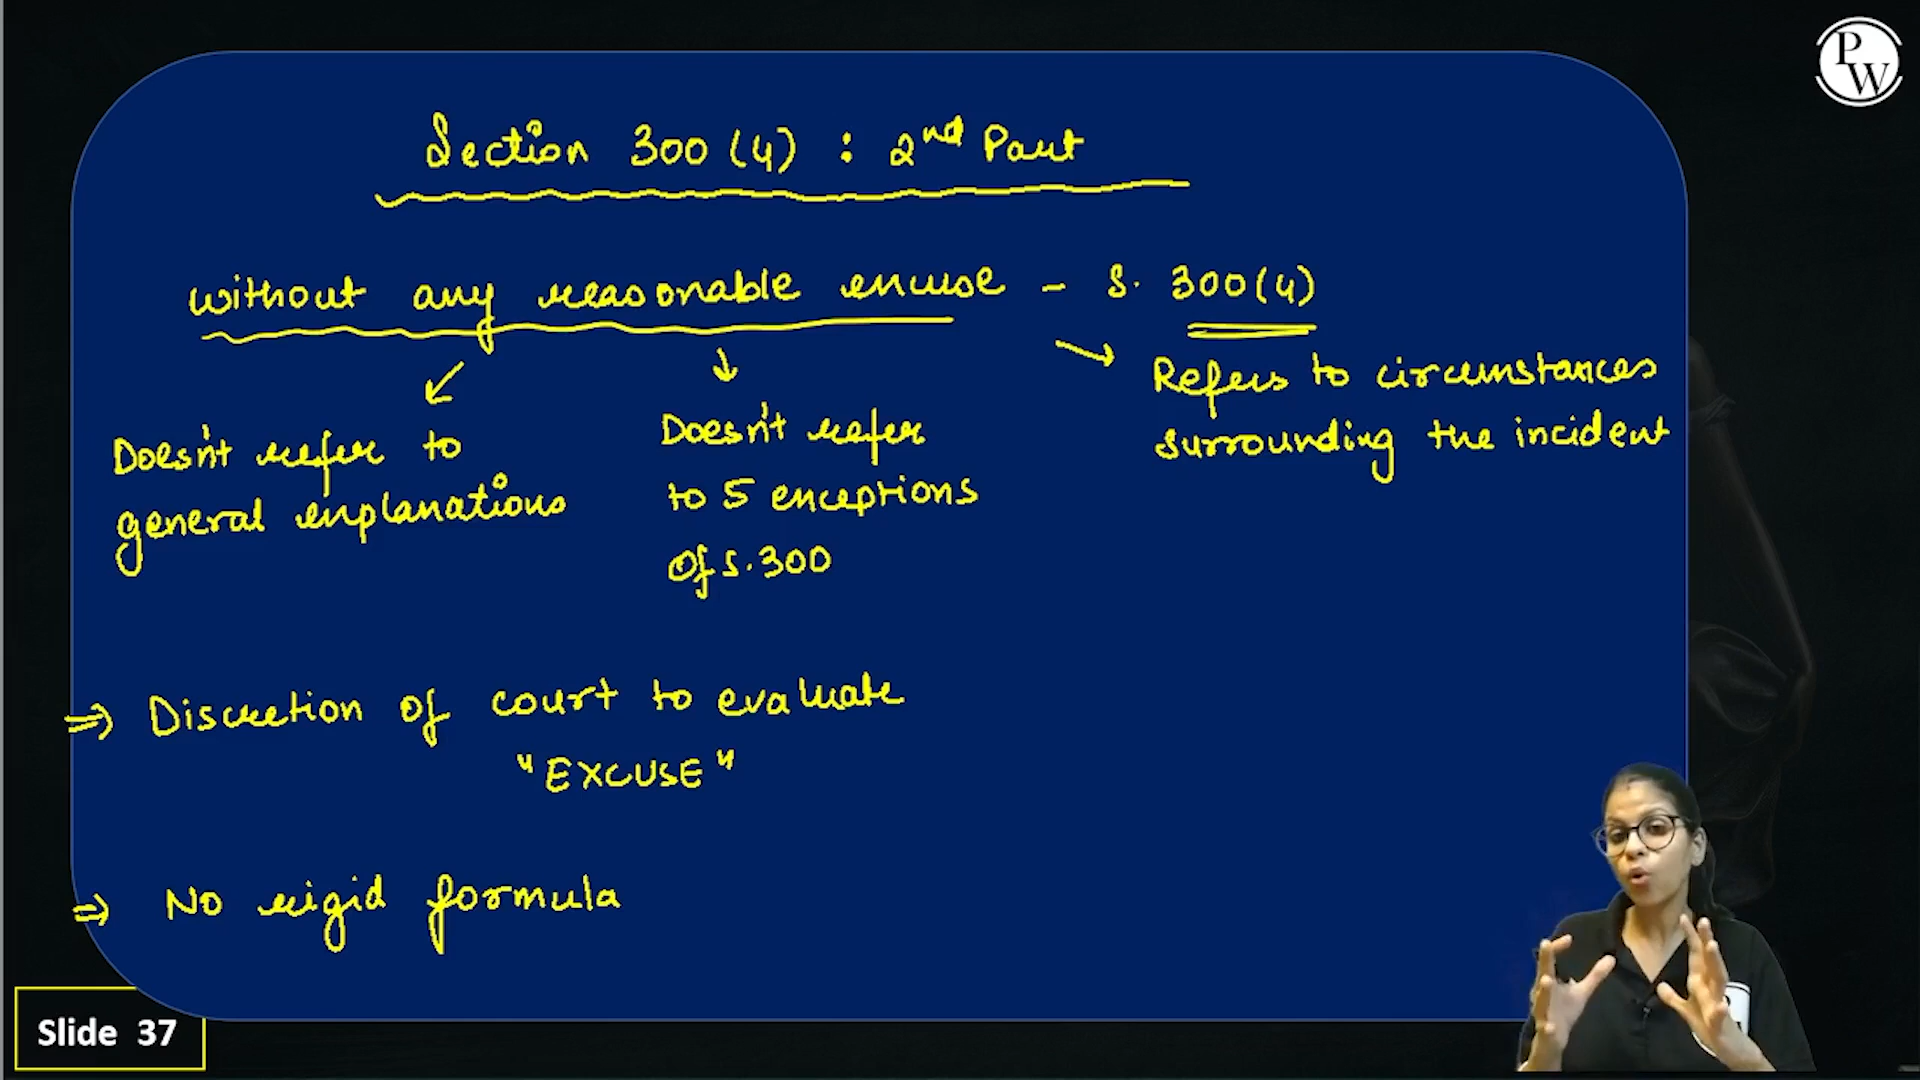 PW
Section 300 (4) : 2nd Part
without any reasonable excuse - S. 300(4)
Doesn't refer to
general explanations
Doesn't refer
to 5 exceptions
of S. 300
Refers to circumstances
surrounding the incident
⇒ Discretion of court to evaluate
"EXCUSE"
⇒ No rigid formula
Slide 37